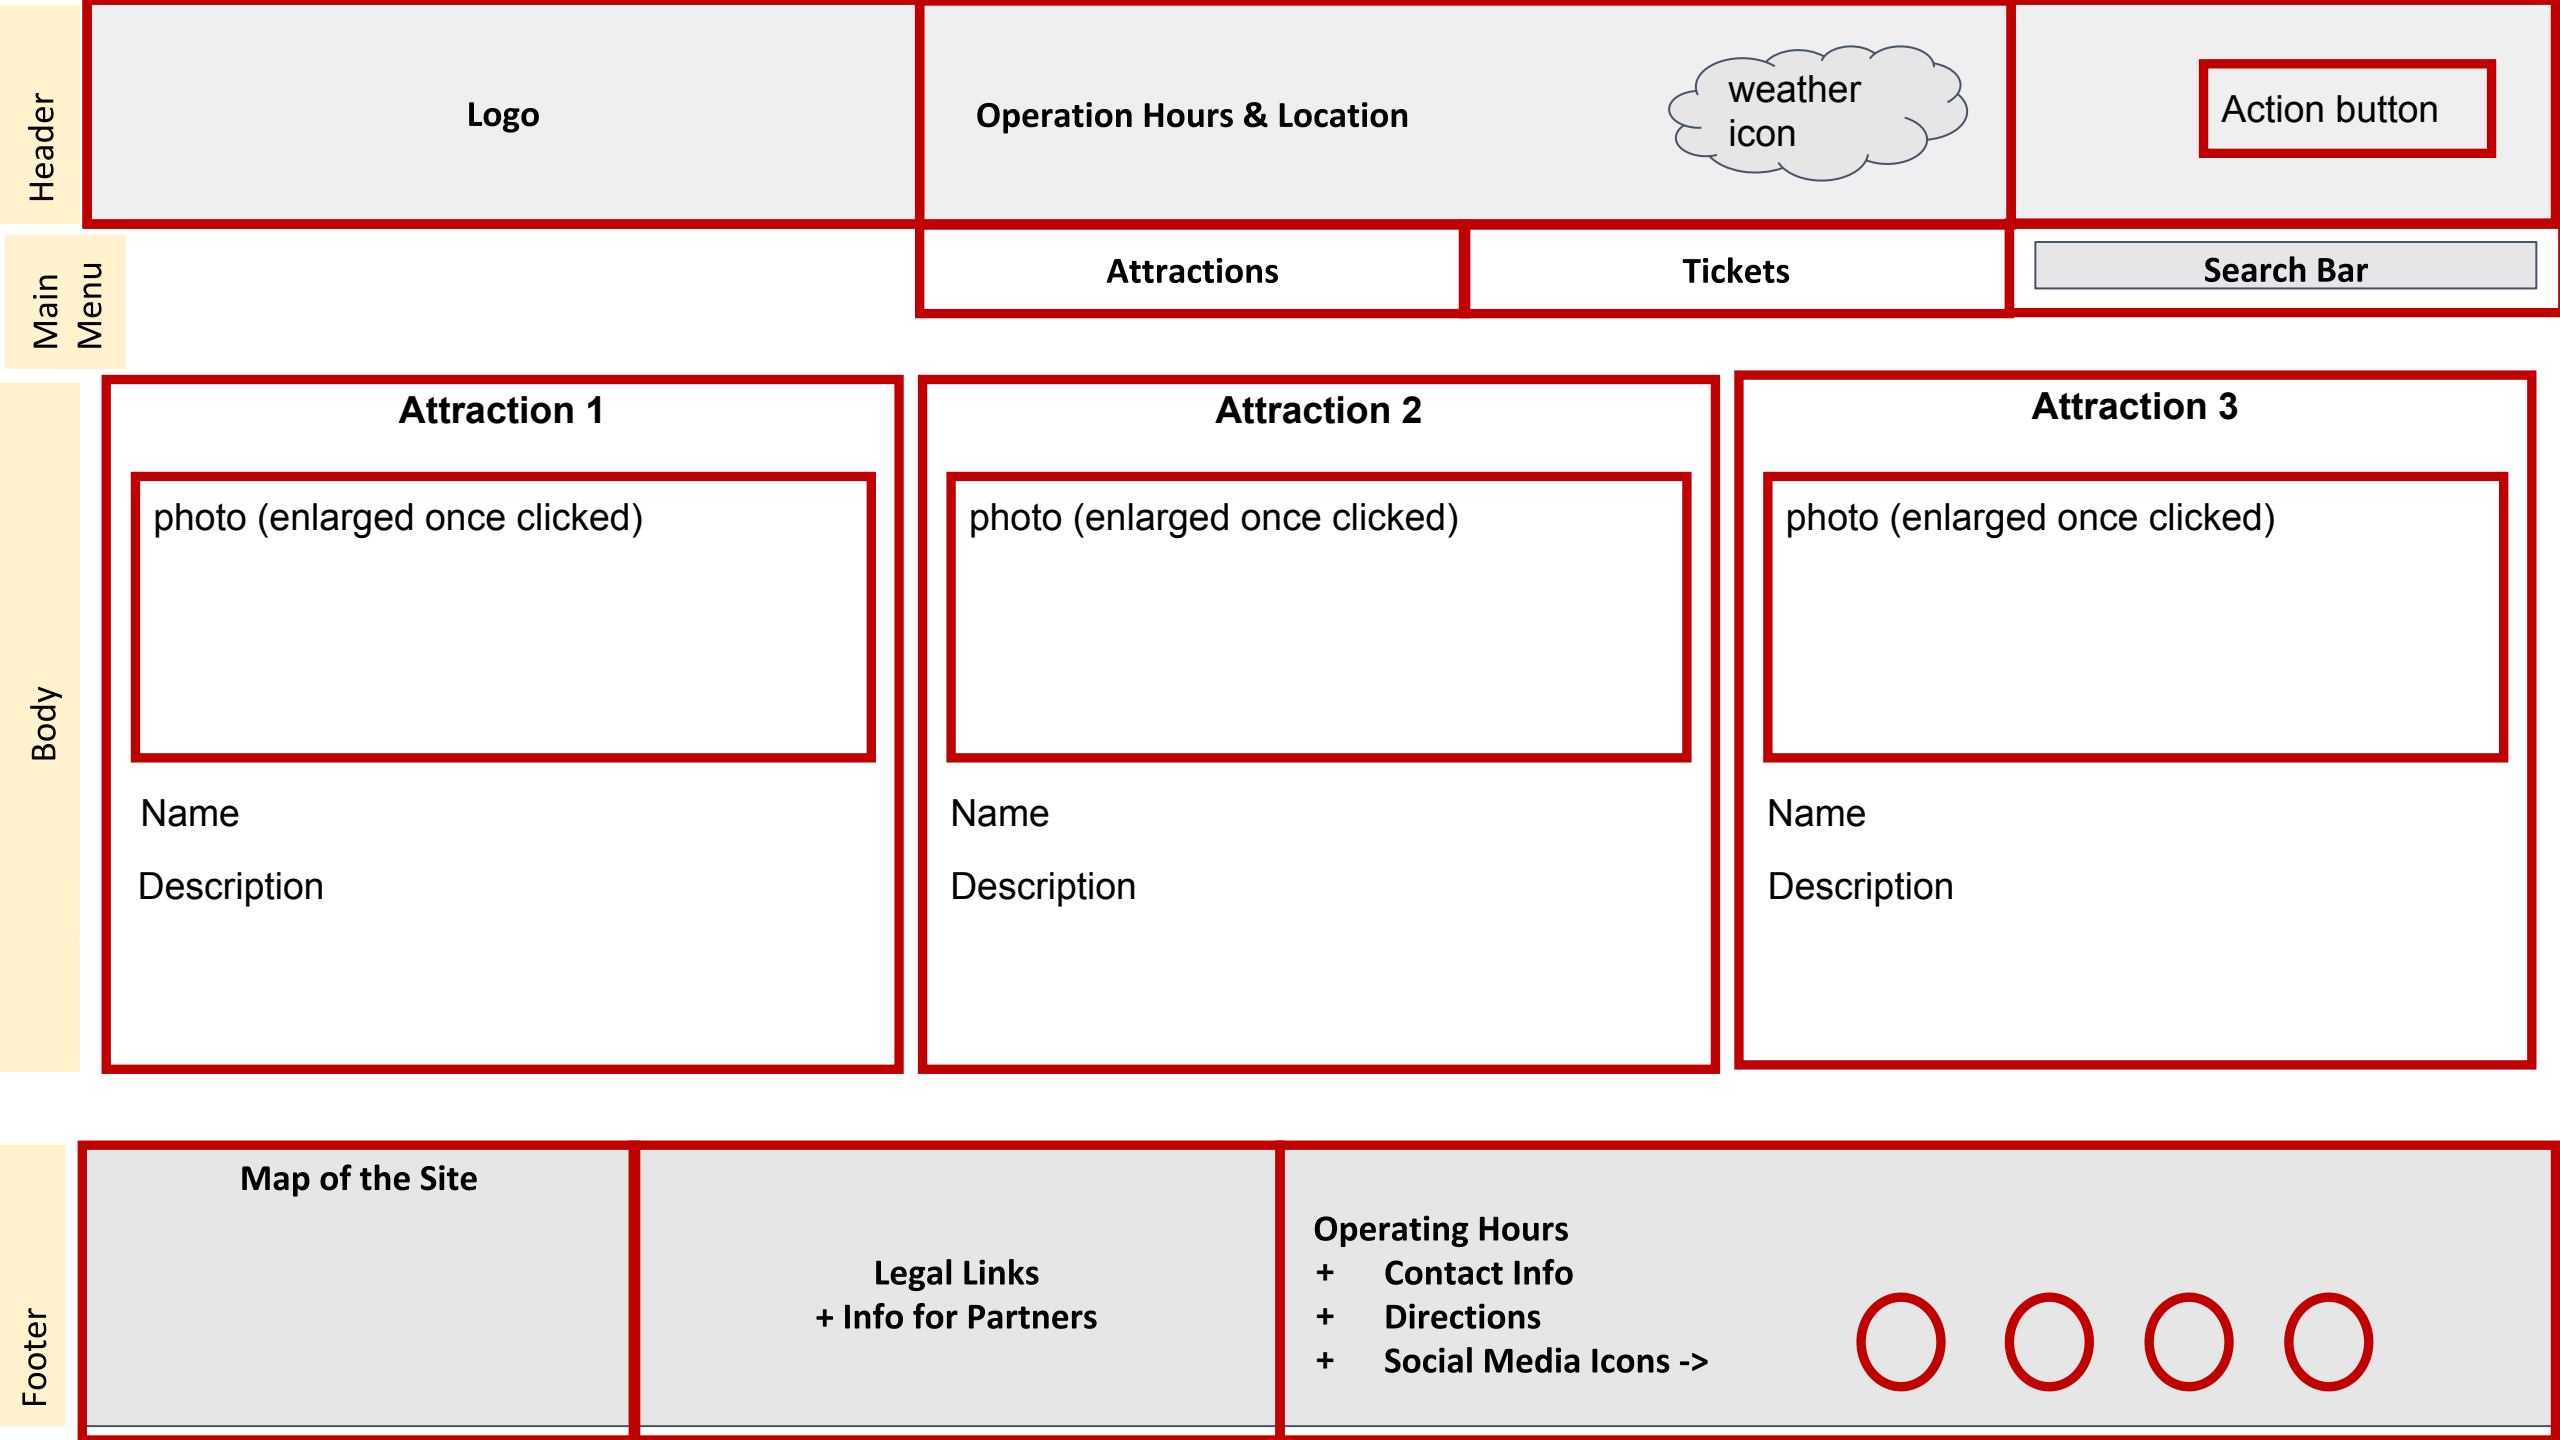 Header
Logo
Operation Hours & Location
weather
icon
Action button
Main
Menu
Attractions
Tickets
Search Bar
Body
Attraction 1
photo (enlarged once clicked)
Name
Description
Attraction 2
photo (enlarged once clicked)
Name
Description
Attraction 3
photo (enlarged once clicked)
Name
Description
Footer
Map of the Site
Legal Links
+ Info for Partners
Operating Hours
+ Contact Info
+ Directions
+ Social Media Icons ->